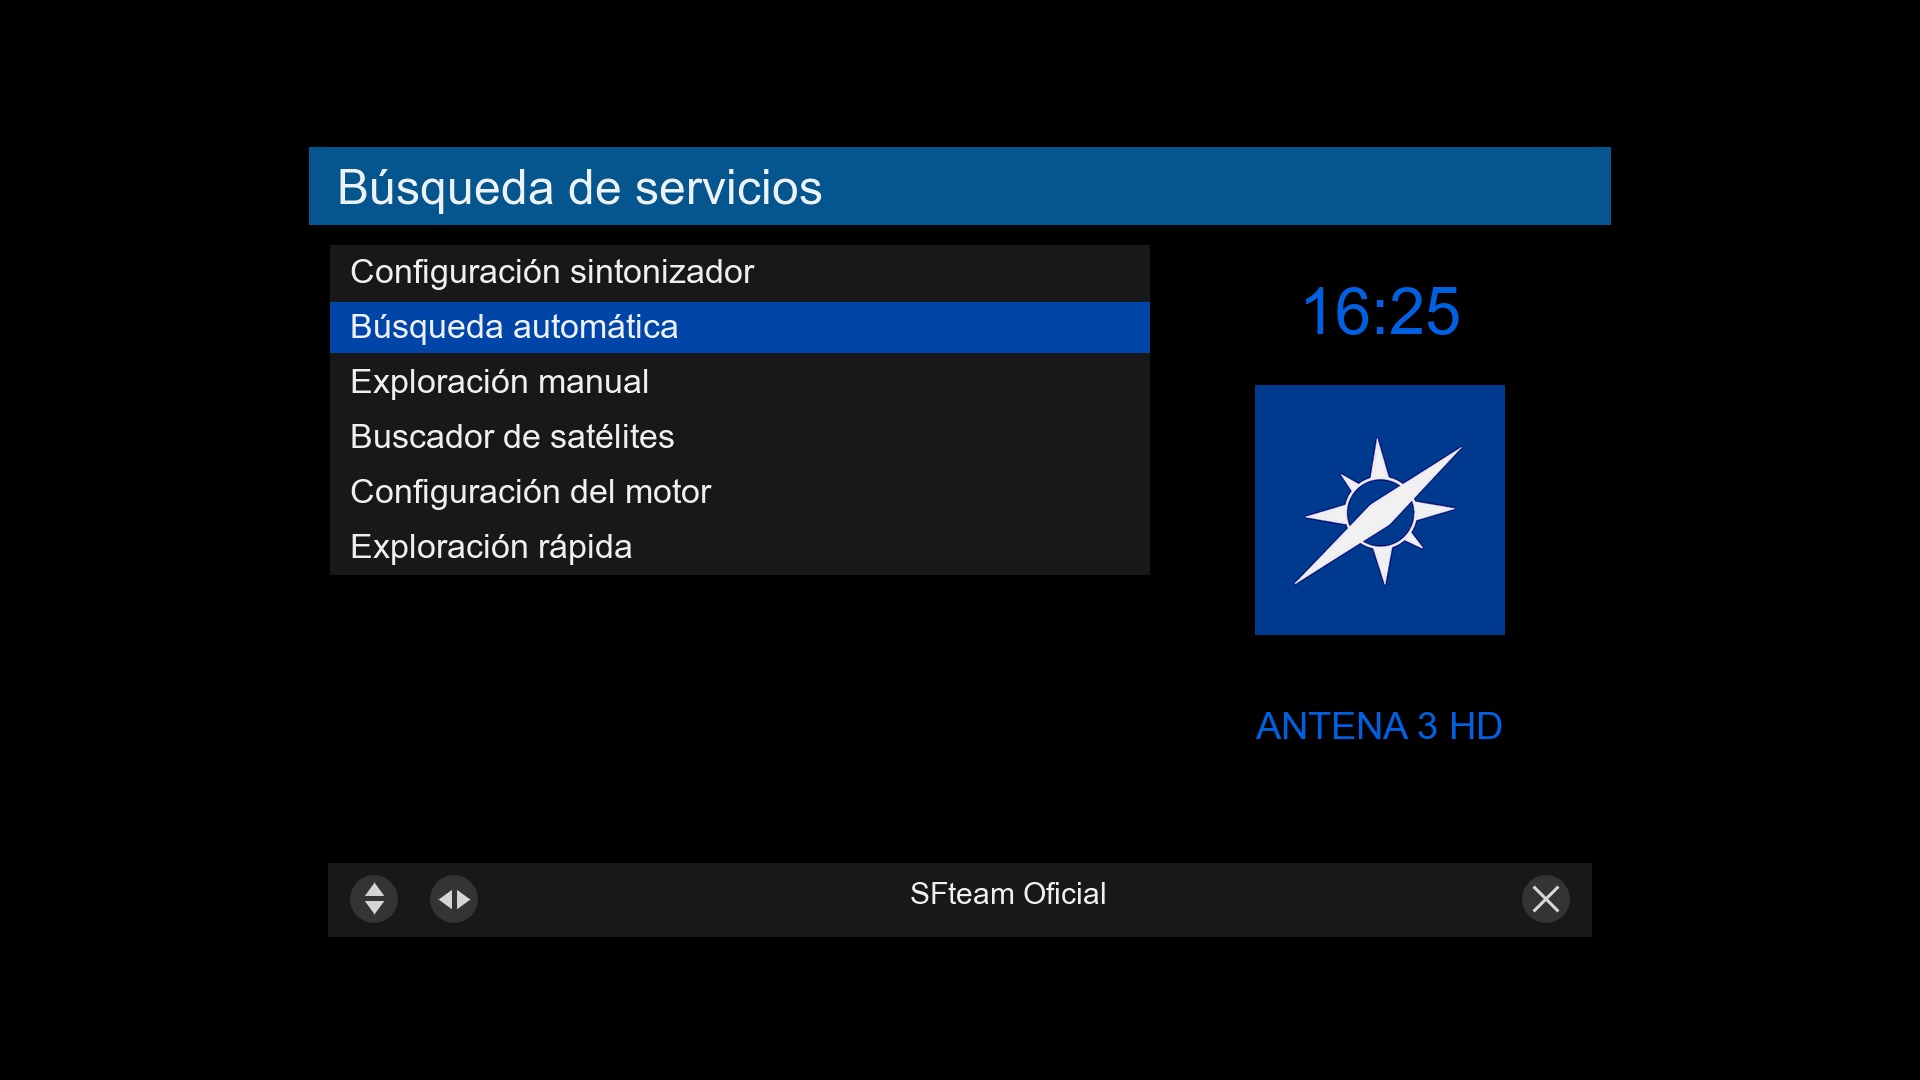 Búsqueda de servicios
Configuración sintonizador
Búsqueda automática
Exploración manual
Buscador de satélites
Configuración del motor
Exploración rápida
16:25
ANTENA 3 HD
SFteam Oficial